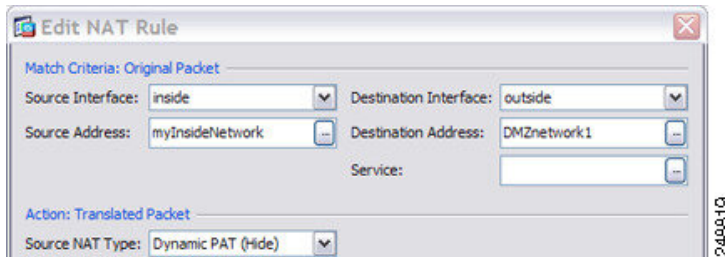 Edit NAT Rule
Match Criteria: Original Packet
Source Interface: inside Destination Interface: outside
Source Address: myInsideNetwork ... Destination Address: DMZnetwork1 ...
Service: ...
Action: Translated Packet
Source NAT Type: Dynamic PAT (Hide)
248819